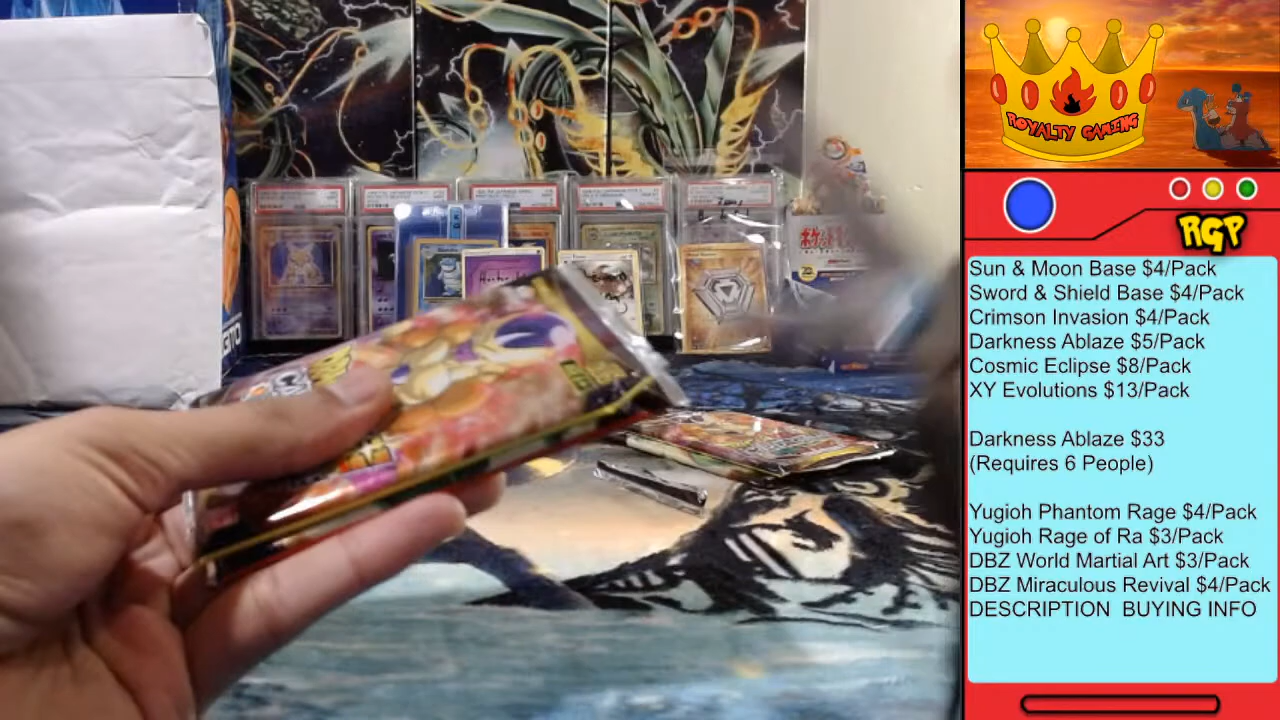 ROYALTY GAMING
RGP
Sun & Moon Base $4/Pack
Sword & Shield Base $4/Pack
Crimson Invasion $4/Pack
Darkness Ablaze $5/Pack
Cosmic Eclipse $8/Pack
XY Evolutions $13/Pack
Darkness Ablaze $33
(Requires 6 People)
Yugioh Phantom Rage $4/Pack
Yugioh Rage of Ra $3/Pack
DBZ World Martial Art $3/Pack
DBZ Miraculous Revival $4/Pack
DESCRIPTION BUYING INFO